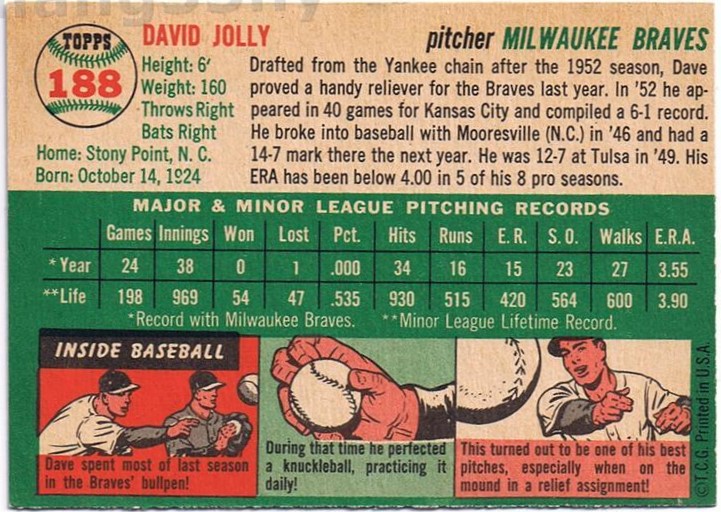 TOPPS
188
DAVID JOLLY
pitcher MILWAUKEE BRAVES
Height: 6'
Weight: 160
Throws Right
Bats Right
Home: Stony Point, N. C.
Born: October 14, 1924
Drafted from the Yankee chain after the 1952 season, Dave
proved a handy reliever for the Braves last year. In '52 he ap-
peared in 40 games for Kansas City and compiled a 6-1 record.
He broke into baseball with Mooresville (N.C.) in '46 and had a
14-7 mark there the next year. He was 12-7 at Tulsa in '49. His
ERA has been below 4.00 in 5 of his 8 pro seasons.
MAJOR & MINOR LEAGUE PITCHING RECORDS
Games Innings Won Lost Pct. Hits Runs E. R. S. O. Walks E.R.A.
*Year 24 38 0 1 .000 34 16 15 23 27 3.55
**Life 198 969 54 47 .535 930 515 420 564 600 3.90
*Record with Milwaukee Braves. **Minor League Lifetime Record.
INSIDE BASEBALL
Dave spent most of last season
in the Braves' bullpen!
During that time he perfected
a knuckleball, practicing it
daily!
This turned out to be one of his best
pitches, especially when on the
mound in a relief assignment!
©T.C.G. Printed in U.S.A.